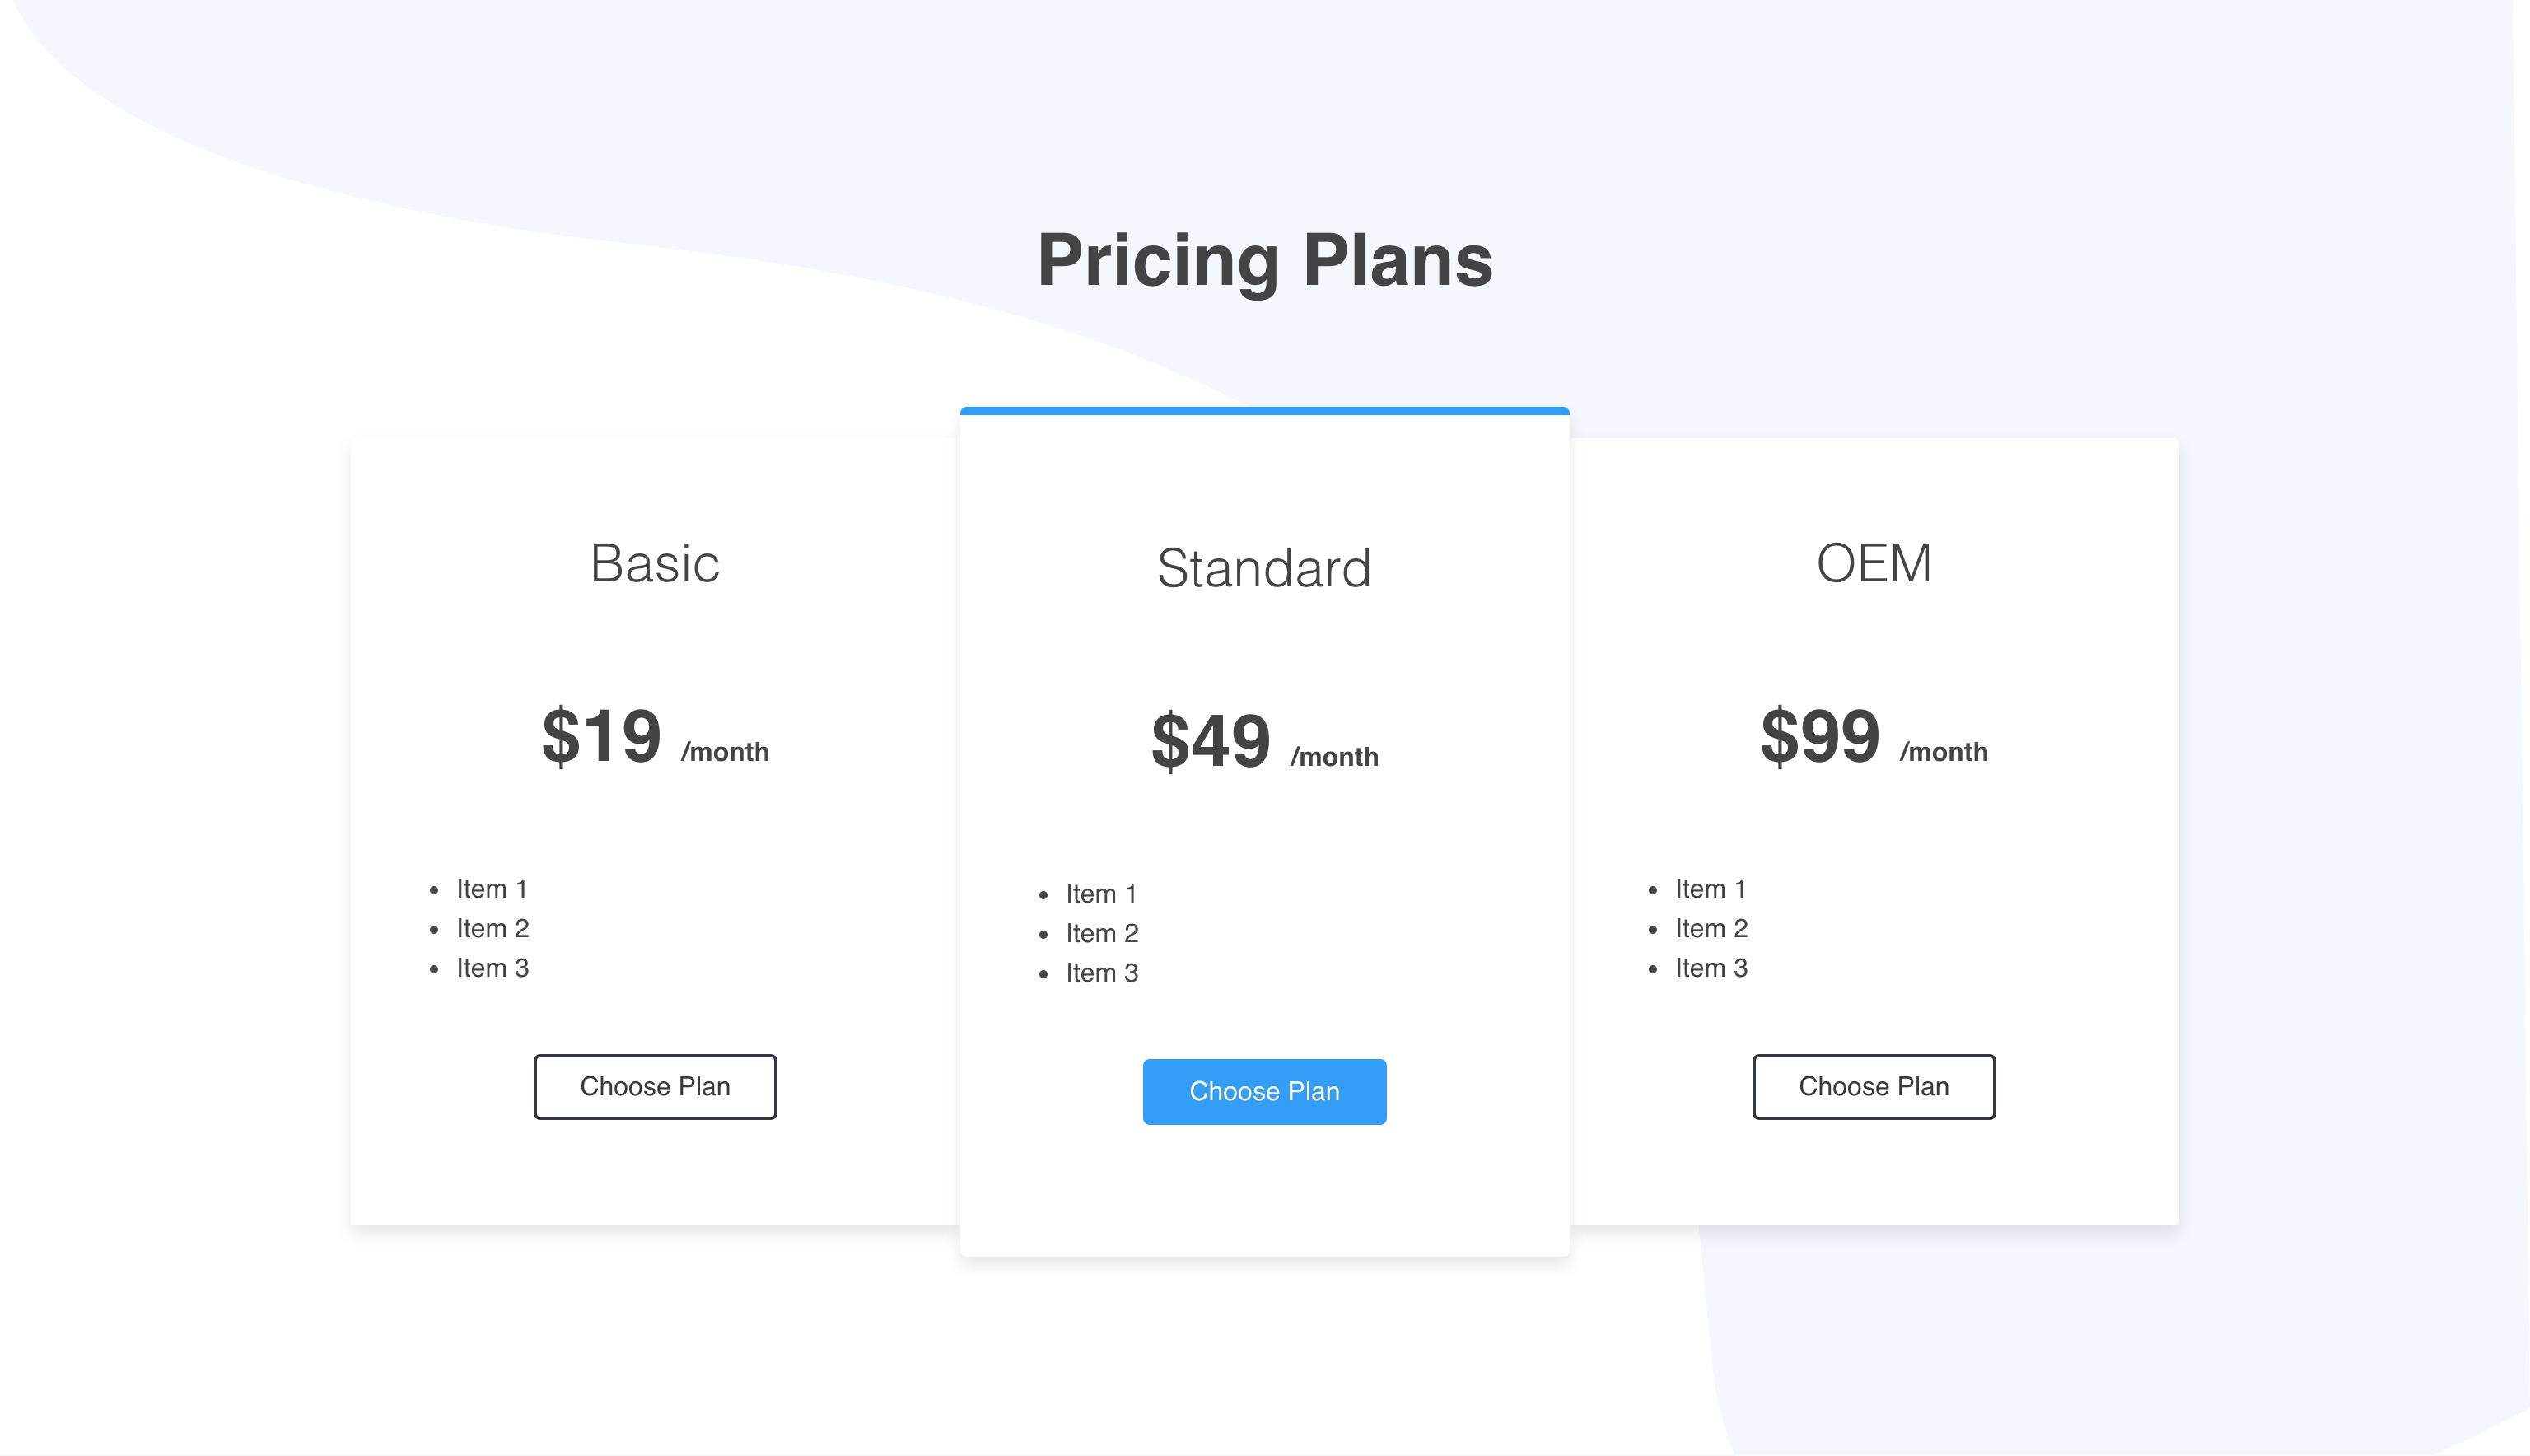 Pricing Plans
Basic
$19 /month
Item 1
Item 2
Item 3
Choose Plan
Standard
$49 /month
Item 1
Item 2
Item 3
Choose Plan
OEM
$99 /month
Item 1
Item 2
Item 3
Choose Plan